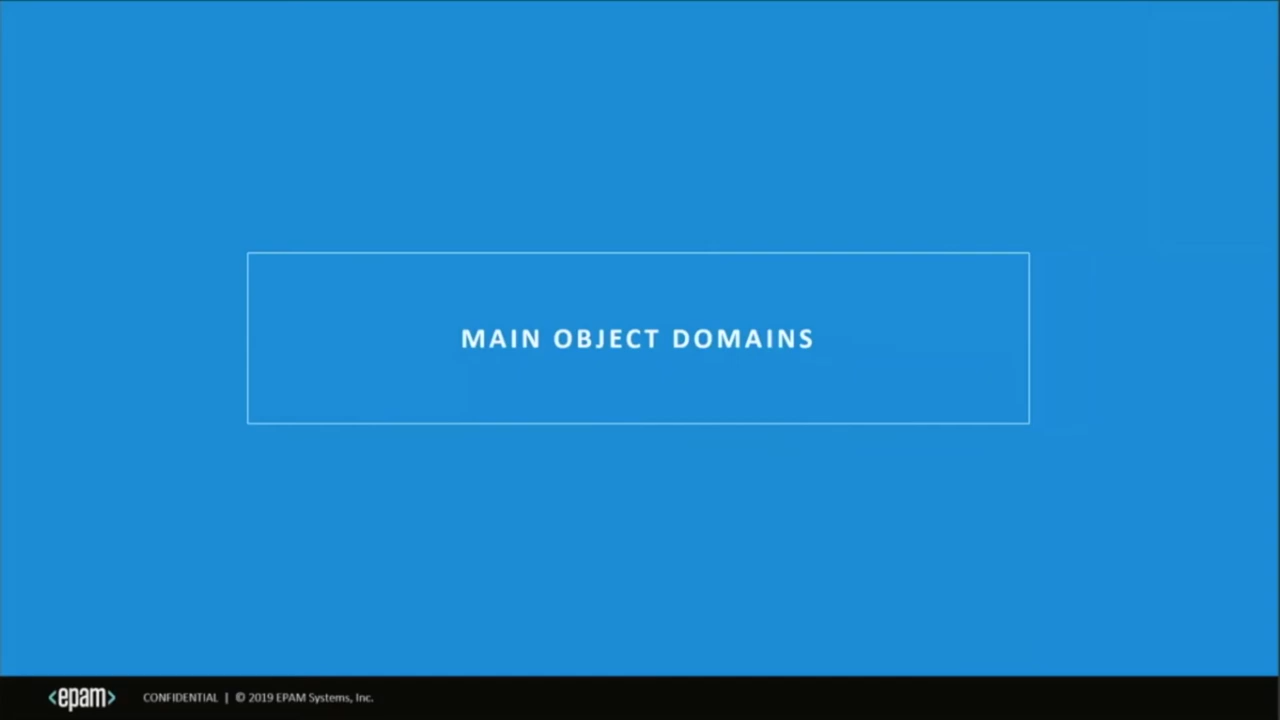 MAIN OBJECT DOMAINS
<epam> CONFIDENTIAL | © 2019 EPAM Systems, Inc.